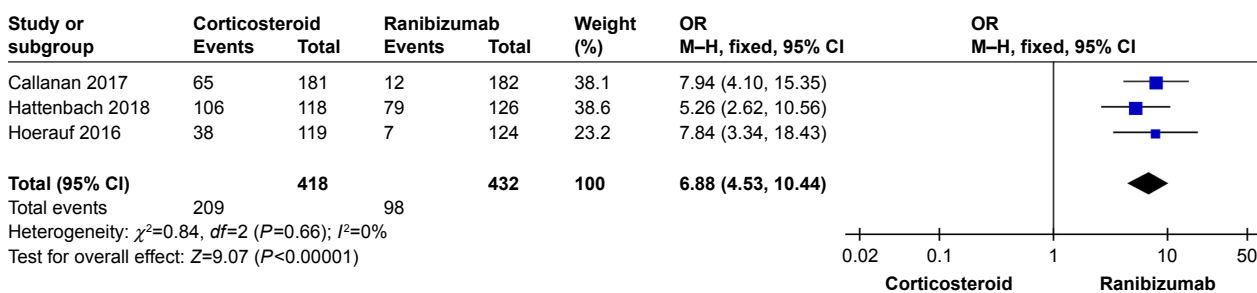 Study or Corticosteroid Ranibizumab Weight OR OR
subgroup Events Total Events Total (%) M–H, fixed, 95% CI M–H, fixed, 95% CI
Callanan 2017 65 181 12 182 38.1 7.94 (4.10, 15.35)
Hattenbach 2018 106 118 79 126 38.6 5.26 (2.62, 10.56)
Hoerauf 2016 38 119 7 124 23.2 7.84 (3.34, 18.43)
Total (95% CI) 418 432 100 6.88 (4.53, 10.44)
Total events 209 98
Heterogeneity: χ²=0.84, df=2 (P=0.66); I²=0%
Test for overall effect: Z=9.07 (P<0.00001)
0.02 0.1 1 10 50
Corticosteroid Ranibizumab